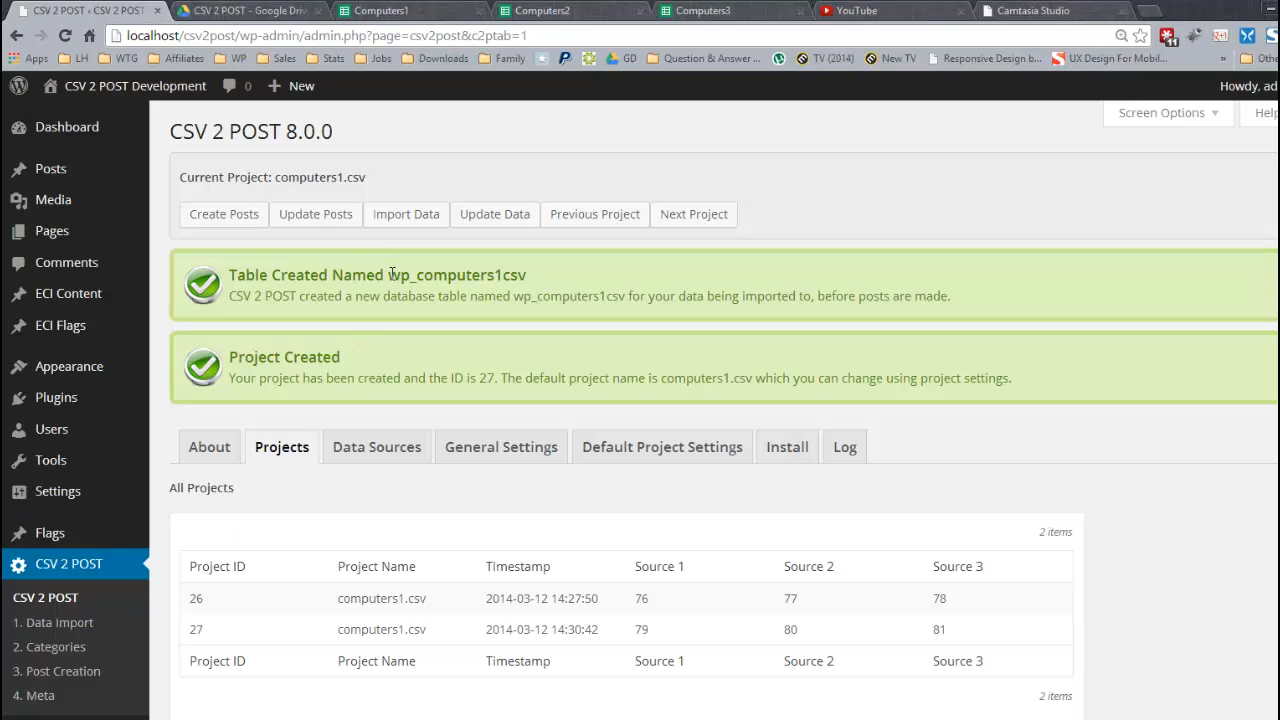 CSV 2 POST ‹ CSV 2 POST
CSV 2 POST - Google Driv
Computers1
Computers2
Computers3
YouTube
Camtasia Studio
localhost/csv2post/wp-admin/admin.php?page=csv2post&c2ptab=1
11
Apps
LH
WTG
Affiliates
WP
Sales
Stats
Jobs
Downloads
Family
GD
Question & Answer ...
TV (2014)
New TV
Responsive Design b...
UX Design For Mobil...
»
Othe
CSV 2 POST Development
0
New
Howdy, ad
Screen Options
Help
Dashboard
Posts
Media
Pages
Comments
ECI Content
ECI Flags
Appearance
Plugins
Users
Tools
Settings
Flags
CSV 2 POST
CSV 2 POST
1. Data Import
2. Categories
3. Post Creation
4. Meta
CSV 2 POST 8.0.0
Current Project: computers1.csv
Create Posts
Update Posts
Import Data
Update Data
Previous Project
Next Project
Table Created Named wp_computers1csv
CSV 2 POST created a new database table named wp_computers1csv for your data being imported to, before posts are made.
Project Created
Your project has been created and the ID is 27. The default project name is computers1.csv which you can change using project settings.
About
Projects
Data Sources
General Settings
Default Project Settings
Install
Log
All Projects
2 items
Project ID Project Name Timestamp Source 1 Source 2 Source 3
26 computers1.csv 2014-03-12 14:27:50 76 77 78
27 computers1.csv 2014-03-12 14:30:42 79 80 81
Project ID Project Name Timestamp Source 1 Source 2 Source 3
2 items